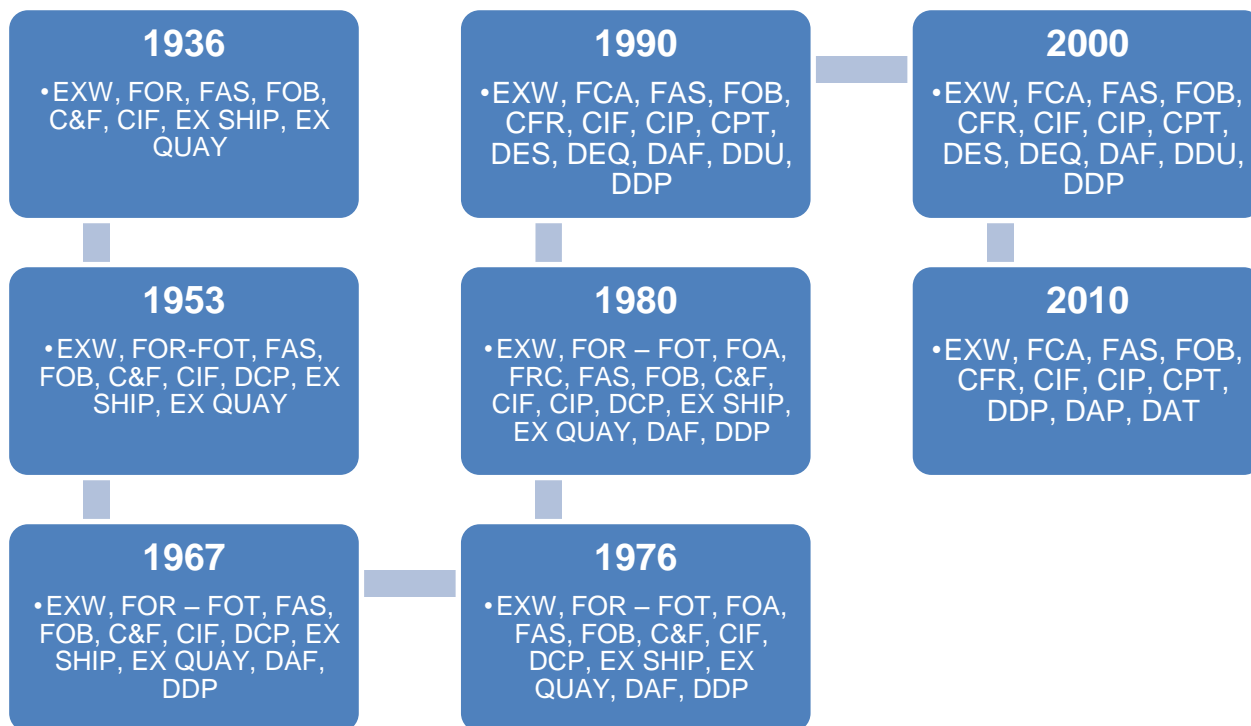 1936
•EXW, FOR, FAS, FOB,
C&F, CIF, EX SHIP, EX
QUAY
1953
•EXW, FOR-FOT, FAS,
FOB, C&F, CIF, DCP, EX
SHIP, EX QUAY
1967
•EXW, FOR – FOT, FAS,
FOB, C&F, CIF, DCP, EX
SHIP, EX QUAY, DAF,
DDP
1976
•EXW, FOR – FOT, FOA,
FAS, FOB, C&F, CIF,
DCP, EX SHIP, EX
QUAY, DAF, DDP
1980
•EXW, FOR – FOT, FOA,
FRC, FAS, FOB, C&F,
CIF, CIP, DCP, EX SHIP,
EX QUAY, DAF, DDP
1990
•EXW, FCA, FAS, FOB,
CFR, CIF, CIP, CPT,
DES, DEQ, DAF, DDU,
DDP
2000
•EXW, FCA, FAS, FOB,
CFR, CIF, CIP, CPT,
DES, DEQ, DAF, DDU,
DDP
2010
•EXW, FCA, FAS, FOB,
CFR, CIF, CIP, CPT,
DDP, DAP, DAT